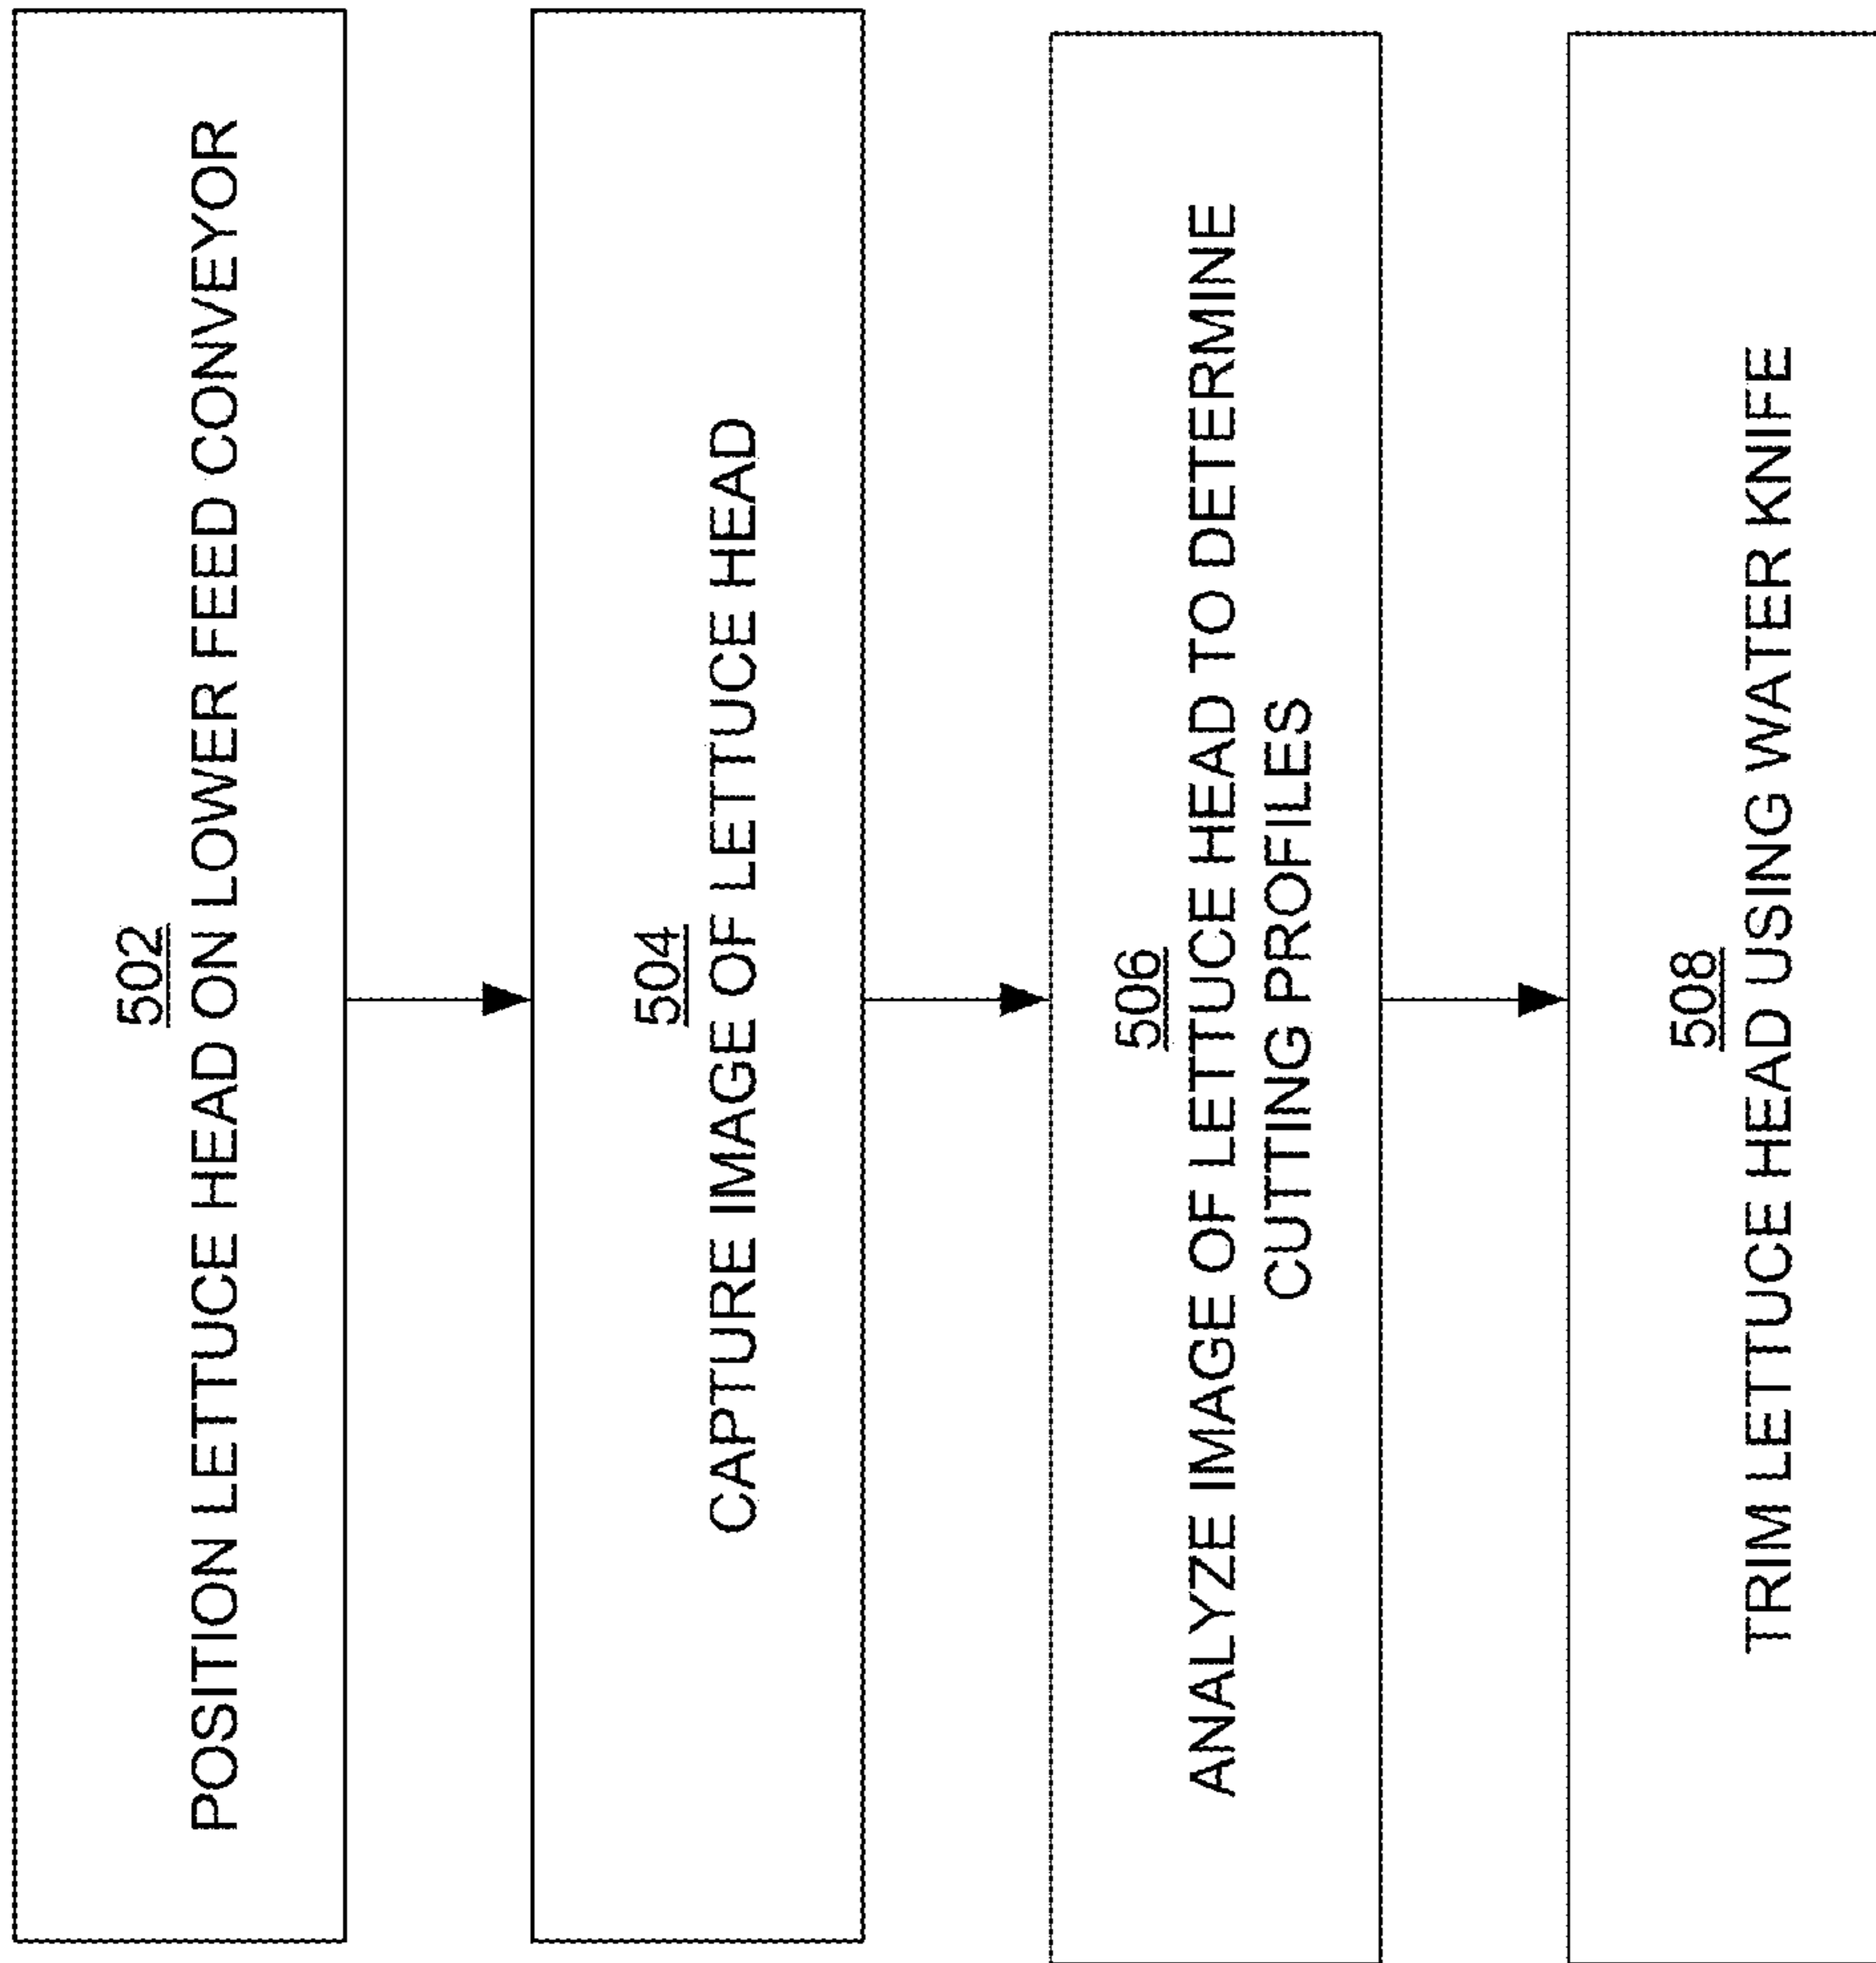 502
POSITION LETTUCE HEAD ON LOWER FEED CONVEYOR
504
CAPTURE IMAGE OF LETTUCE HEAD
506
ANALYZE IMAGE OF LETTUCE HEAD TO DETERMINE
CUTTING PROFILES
508
TRIM LETTUCE HEAD USING WATER KNIFE